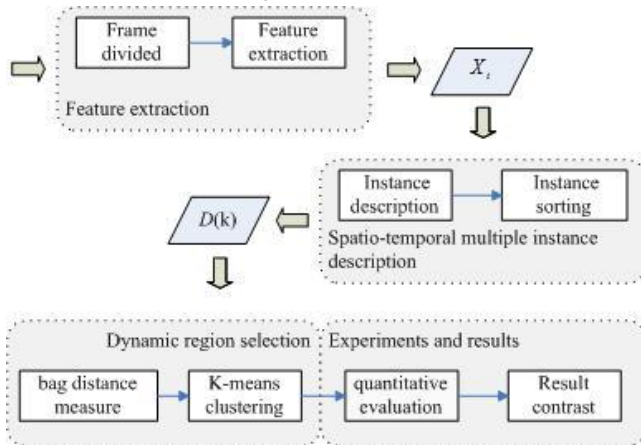 Frame
divided
Feature
extraction
Feature extraction
X_t
Instance
description
Instance
sorting
Spatio-temporal multiple instance
description
D(k)
Dynamic region selection
bag distance
measure
K-means
clustering
Experiments and results
quantitative
evaluation
Result
contrast